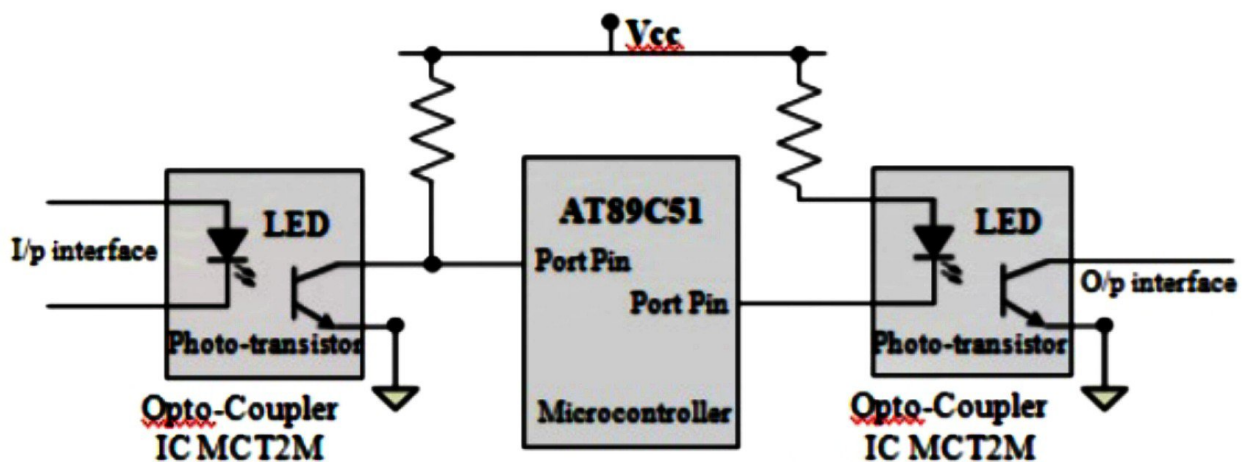 Vcc
LED
AT89C51
LED
I/p interface
Port Pin
O/p interface
Port Pin
Photo-transistor
Photo-transistor
Opto-Coupler
IC MCT2M
Microcontroller
Opto-Coupler
IC MCT2M